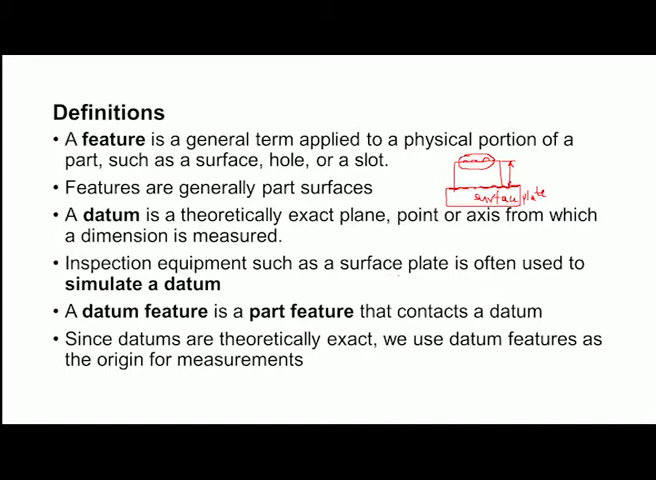 Definitions
• A feature is a general term applied to a physical portion of a
part, such as a surface, hole, or a slot.
• Features are generally part surfaces
surface plate
• A datum is a theoretically exact plane, point or axis from which
a dimension is measured.
• Inspection equipment such as a surface plate is often used to
simulate a datum
• A datum feature is a part feature that contacts a datum
• Since datums are theoretically exact, we use datum features as
the origin for measurements